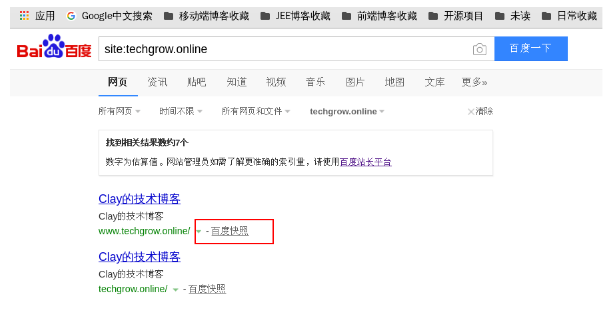 应用 Google中文搜索 移动端博客收藏 JEE博客收藏 前端博客收藏 开源项目 未读 日常收藏
Bai du 百度 site:techgrow.online 百度一下
网页 资讯 贴吧 知道 视频 音乐 图片 地图 文库 更多»
所有网页 时间不限 所有网页和文件 techgrow.online 清除
找到相关结果数约7个
数字为估算值。网站管理员如需了解更准确的索引量，请使用百度站长平台
Clay的技术博客
Clay的技术博客
www.techgrow.online/ - 百度快照
Clay的技术博客
Clay的技术博客
techgrow.online/ - 百度快照